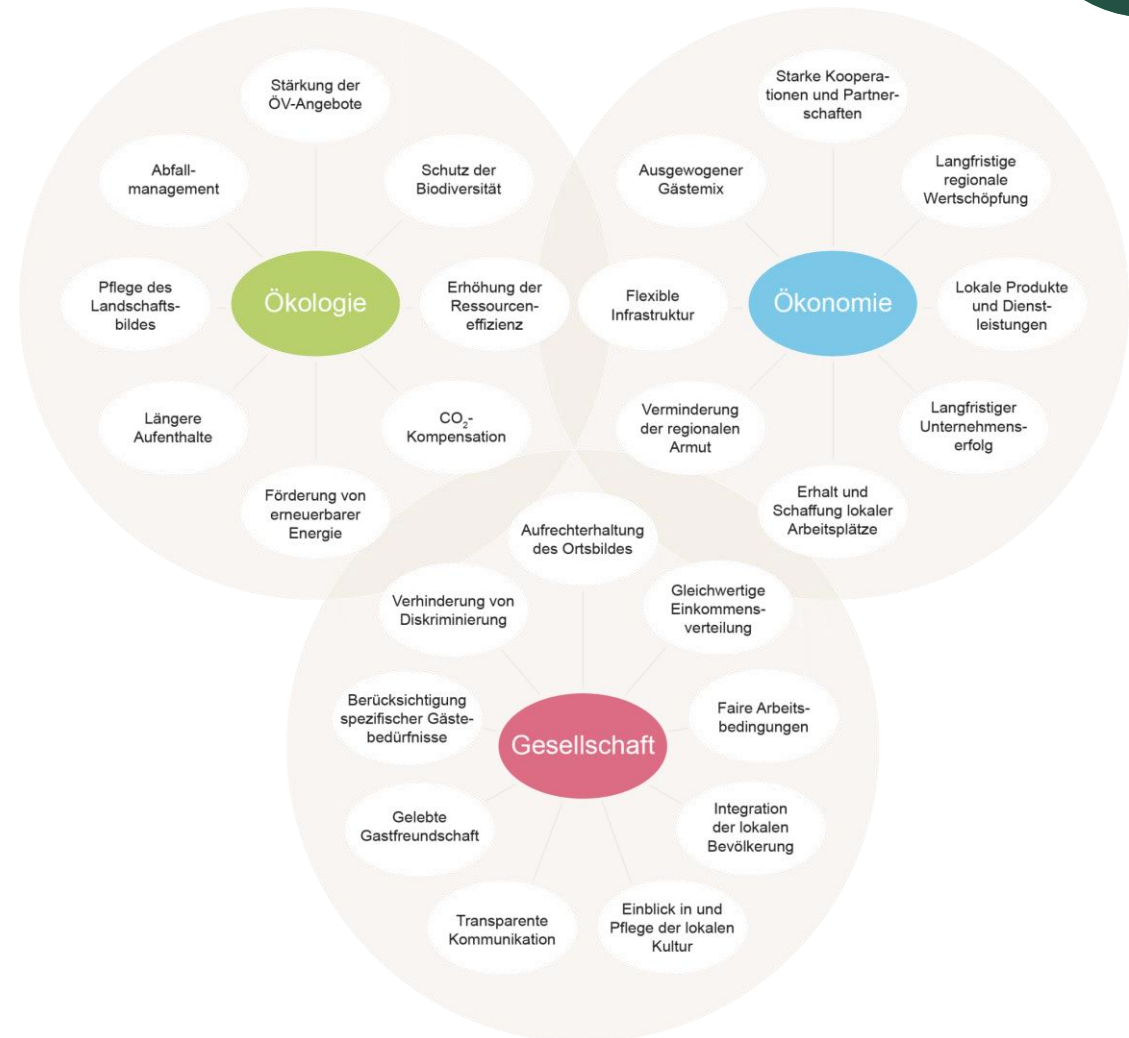 Stärkung der
ÖV-Angebote
Schutz der
Biodiversität
Erhöhung der
Ressourcen-
effizienz
CO₂-
Kompensation
Förderung von
erneuerbarer
Energie
Längere
Aufenthalte
Pflege des
Landschafts-
bildes
Abfall-
management
Ökologie
Starke Koopera-
tionen und Partner-
schaften
Langfristige
regionale
Wertschöpfung
Lokale Produkte
und Dienst-
leistungen
Langfristiger
Unternehmens-
erfolg
Erhalt und
Schaffung lokaler
Arbeitsplätze
Verminderung
der regionalen
Armut
Flexible
Infrastruktur
Ausgewogener
Gästemix
Ökonomie
Aufrechterhaltung
des Ortsbildes
Gleichwertige
Einkommens-
verteilung
Faire Arbeits-
bedingungen
Integration
der lokalen
Bevölkerung
Einblick in und
Pflege der lokalen
Kultur
Transparente
Kommunikation
Gelebte
Gastfreundschaft
Berücksichtigung
spezifischer Gäste-
bedürfnisse
Verhinderung von
Diskriminierung
Gesellschaft